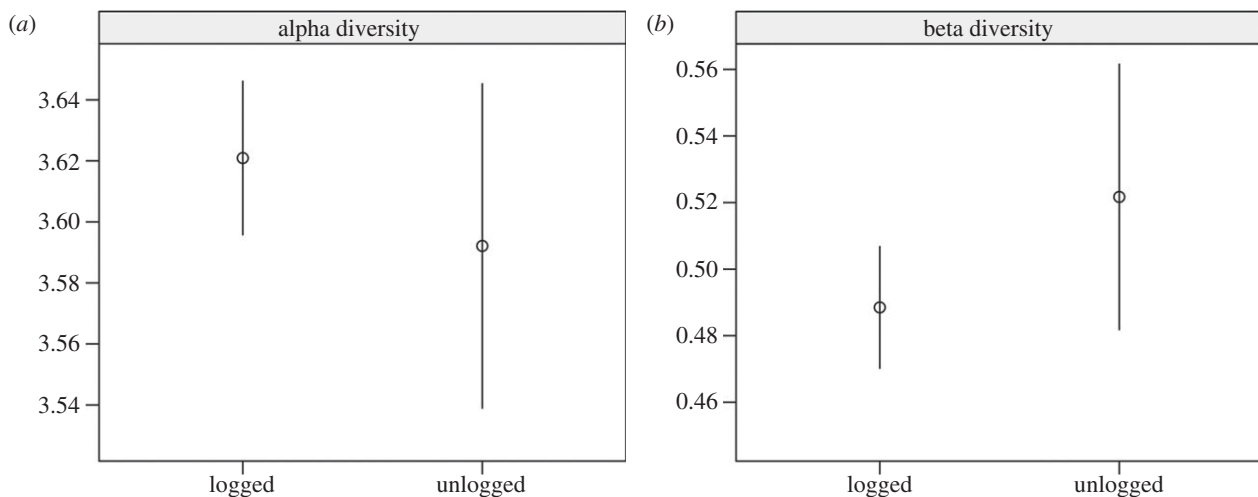 (a)
alpha diversity
3.64
3.62
3.60
3.58
3.56
3.54
logged unlogged
(b)
beta diversity
0.56
0.54
0.52
0.50
0.48
0.46
logged unlogged